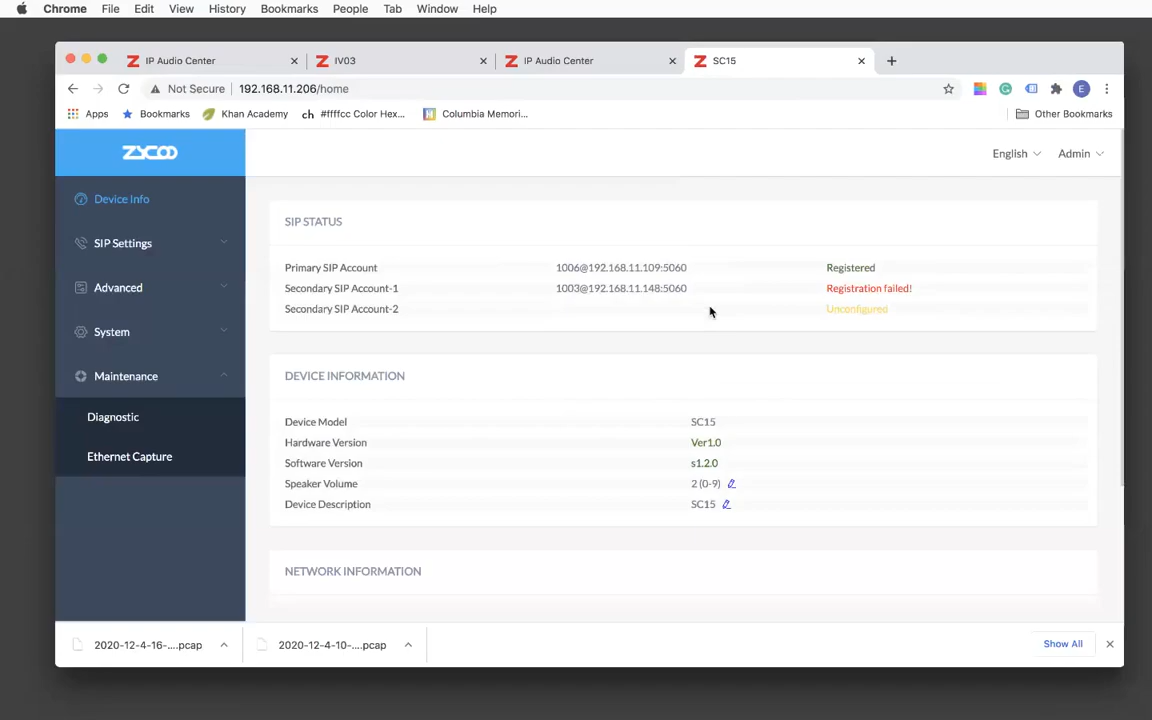 Chrome File Edit View History Bookmarks People Tab Window Help
IP Audio Center
IV03
IP Audio Center
SC15
Not Secure 192.168.11.206/home
E
Apps Bookmarks Khan Academy ch #ffffcc Color Hex... Columbia Memori... Other Bookmarks
ZYCOO
English Admin
Device Info
SIP Settings
Advanced
System
Maintenance
Diagnostic
Ethernet Capture
SIP STATUS
Primary SIP Account 1006@192.168.11.109:5060 Registered
Secondary SIP Account-1 1003@192.168.11.148:5060 Registration failed!
Secondary SIP Account-2 Unconfigured
DEVICE INFORMATION
Device Model SC15
Hardware Version Ver1.0
Software Version s1.2.0
Speaker Volume 2 (0-9)
Device Description SC15
NETWORK INFORMATION
2020-12-4-16-....pcap 2020-12-4-10-....pcap Show All